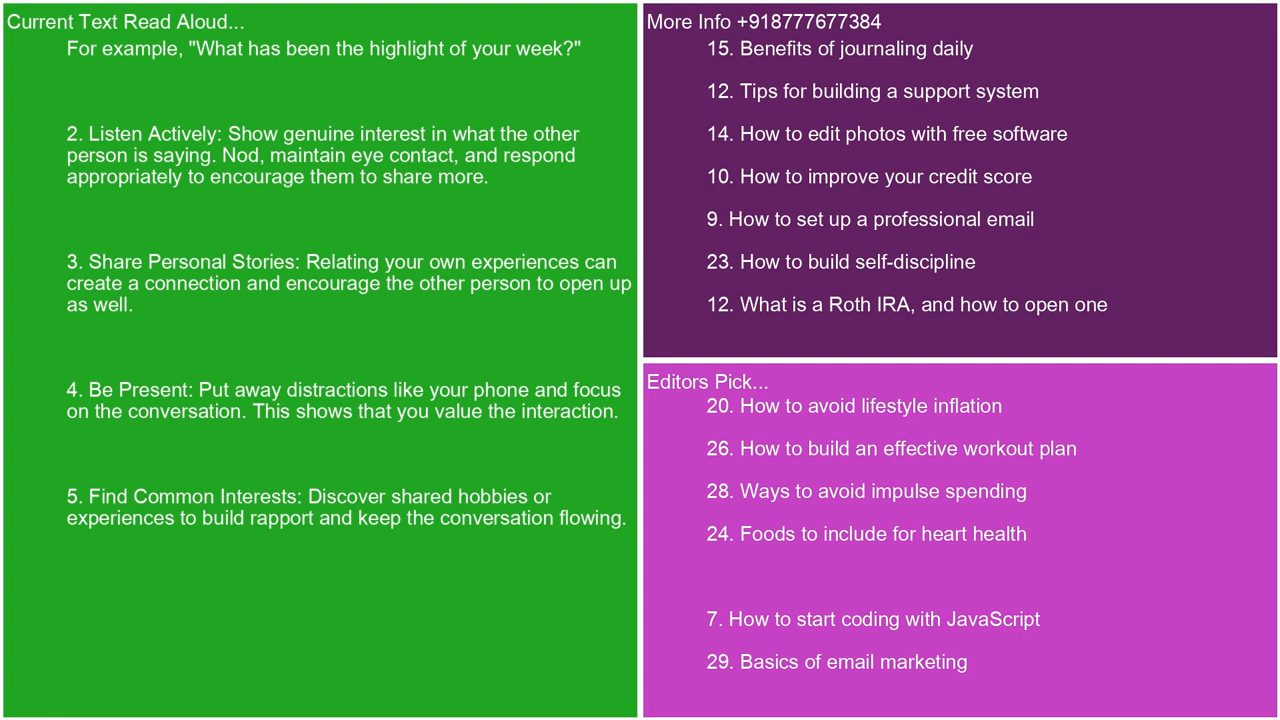 Current Text Read Aloud...
For example, "What has been the highlight of your week?"
2. Listen Actively: Show genuine interest in what the other
person is saying. Nod, maintain eye contact, and respond
appropriately to encourage them to share more.
3. Share Personal Stories: Relating your own experiences can
create a connection and encourage the other person to open up
as well.
4. Be Present: Put away distractions like your phone and focus
on the conversation. This shows that you value the interaction.
5. Find Common Interests: Discover shared hobbies or
experiences to build rapport and keep the conversation flowing.
More Info +918777677384
15. Benefits of journaling daily
12. Tips for building a support system
14. How to edit photos with free software
10. How to improve your credit score
9. How to set up a professional email
23. How to build self-discipline
12. What is a Roth IRA, and how to open one
Editors Pick...
20. How to avoid lifestyle inflation
26. How to build an effective workout plan
28. Ways to avoid impulse spending
24. Foods to include for heart health
7. How to start coding with JavaScript
29. Basics of email marketing